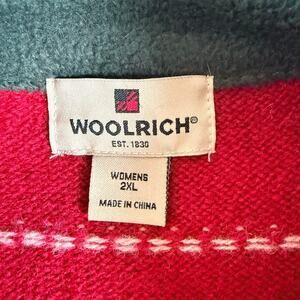 WOOLRICH®
EST. 1830
WOMENS
2XL
MADE IN CHINA